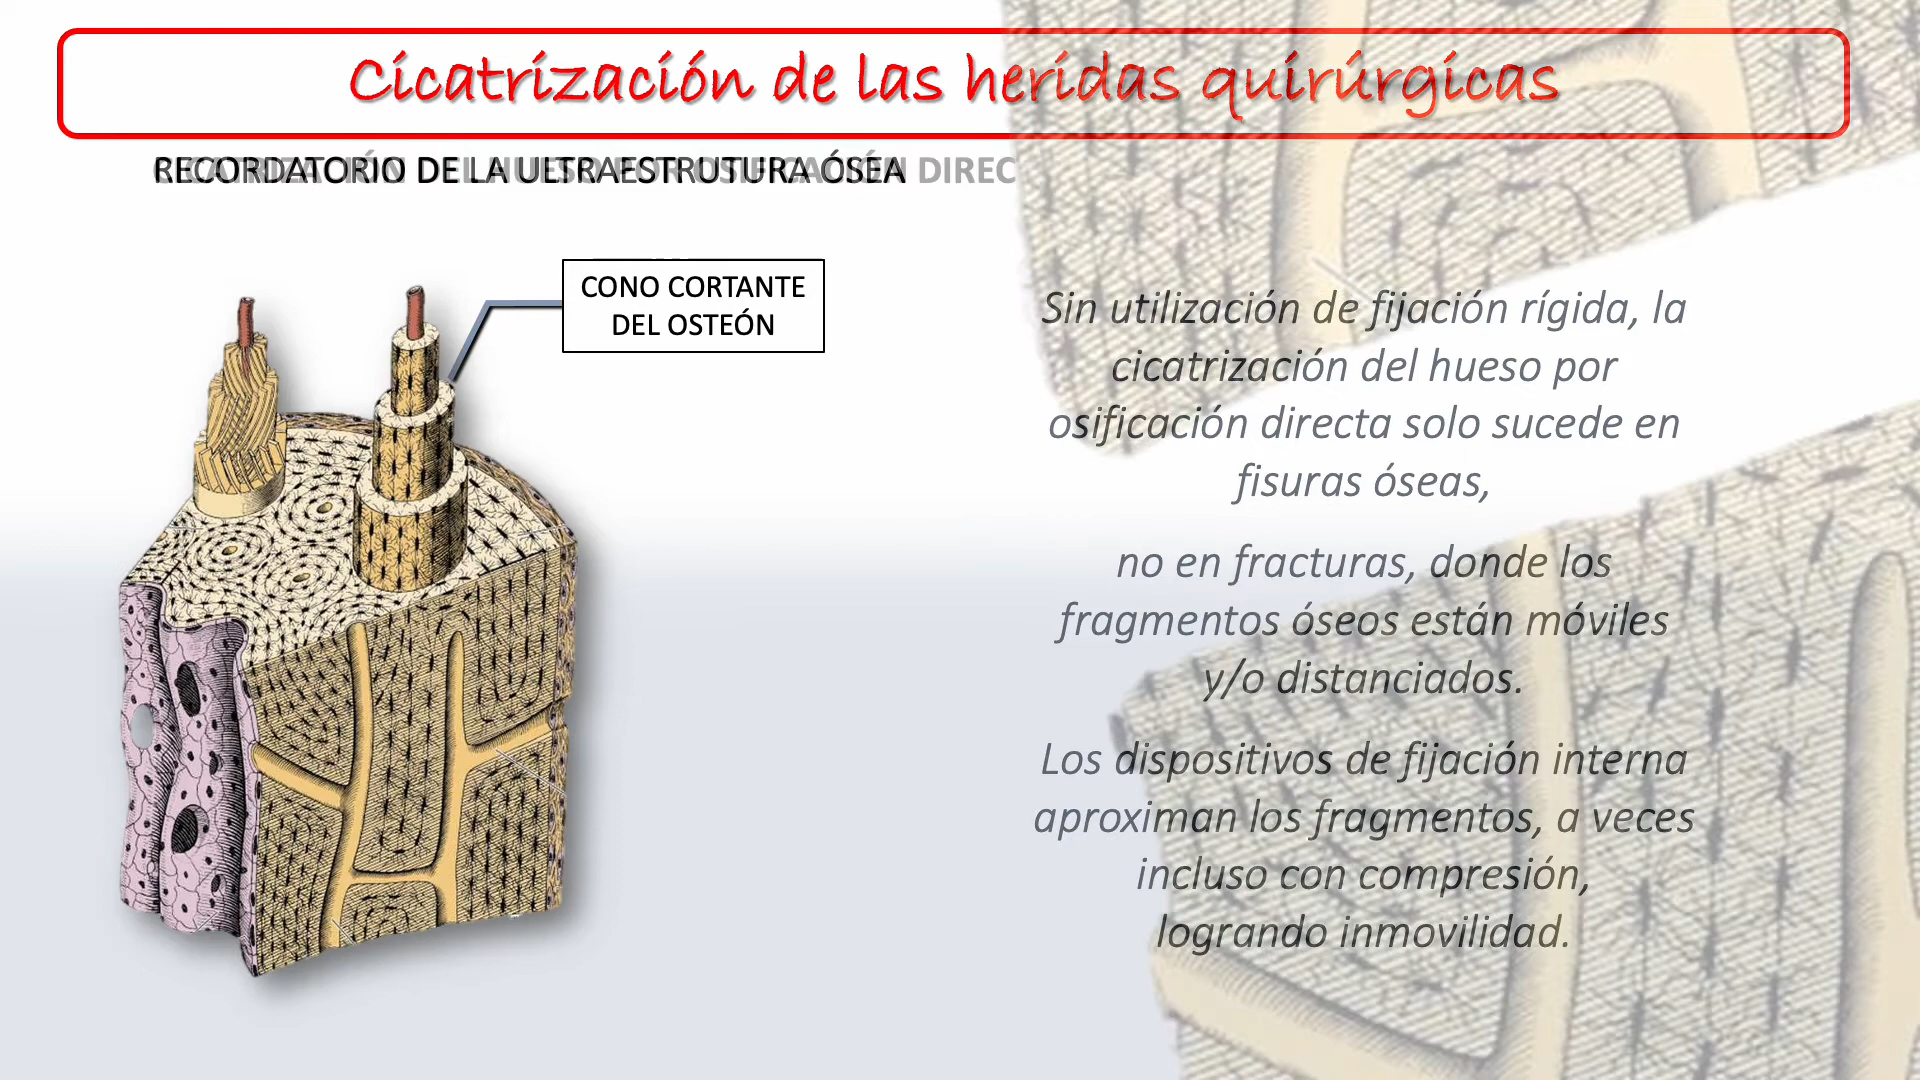 Cicatrización de las heridas quirúrgicas
RECORDATORIO DE LA ULTRAESTRUTURA ÓSEA
DIREC
CONO CORTANTE
DEL OSTEÓN
Sin utilización de fijación rígida, la
cicatrización del hueso por
osificación directa solo sucede en
fisuras óseas,
no en fracturas, donde los
fragmentos óseos están móviles
y/o distanciados.
Los dispositivos de fijación interna
aproximan los fragmentos, a veces
incluso con compresión,
logrando inmovilidad.